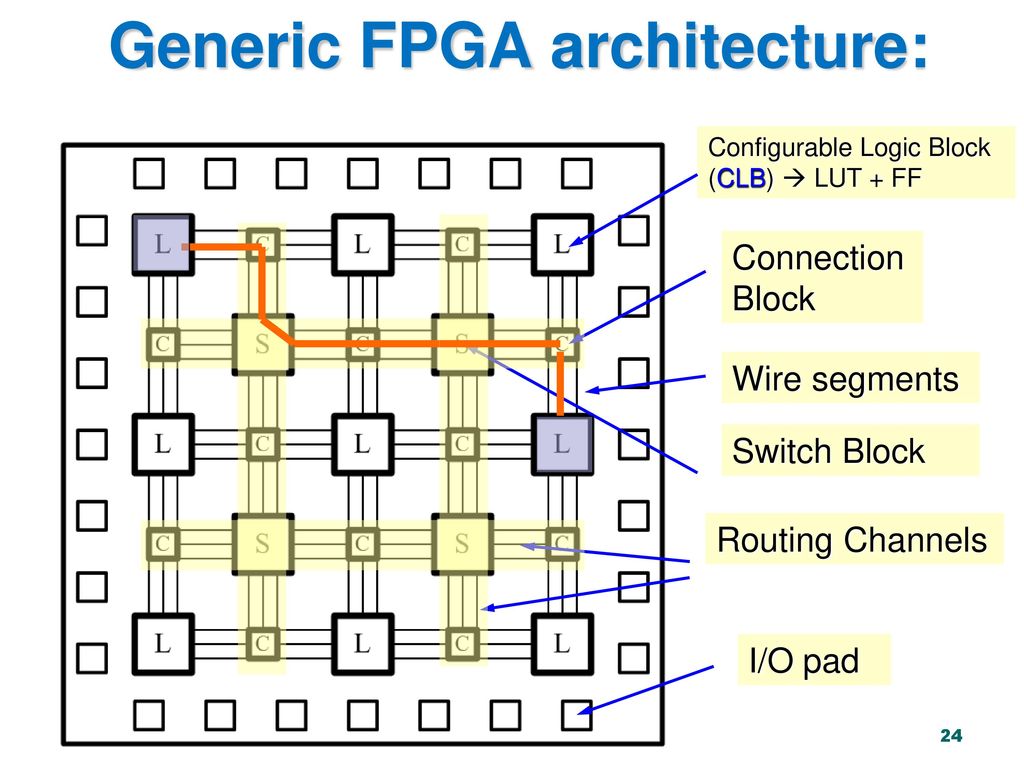 Generic FPGA architecture:
Configurable Logic Block
(CLB) → LUT + FF
Connection
Block
Wire segments
Switch Block
Routing Channels
I/O pad
L C L C L
C S C S C
L C L C L
C S C S C
L C L C L
24